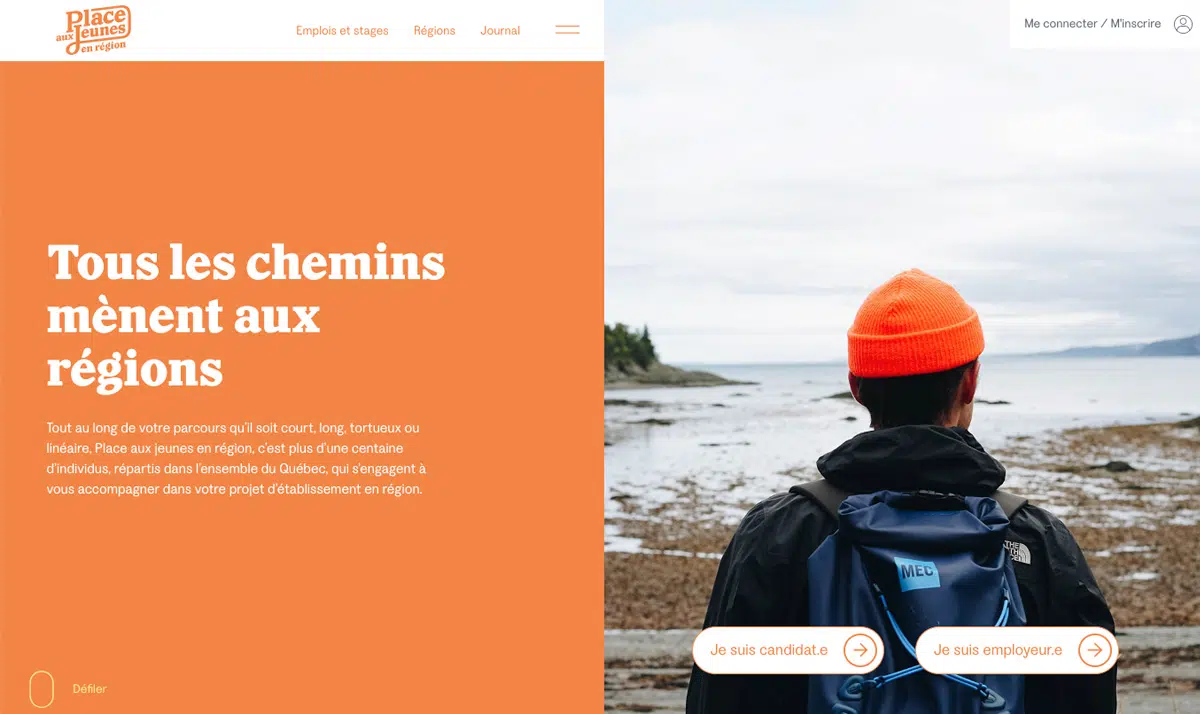 Place
aux Jeunes
en région
Emplois et stages
Régions
Journal
Me connecter / M'inscrire
Tous les chemins
mènent aux
régions
Tout au long de votre parcours qu'il soit court, long, tortueux ou
linéaire, Place aux jeunes en région, c'est plus d'une centaine
d'individus, répartis dans l'ensemble du Québec, qui s'engagent à
vous accompagner dans votre projet d'établissement en région.
THE
NORTH
FACE
MEC
Je suis candidat.e
Je suis employeur.e
Défiler